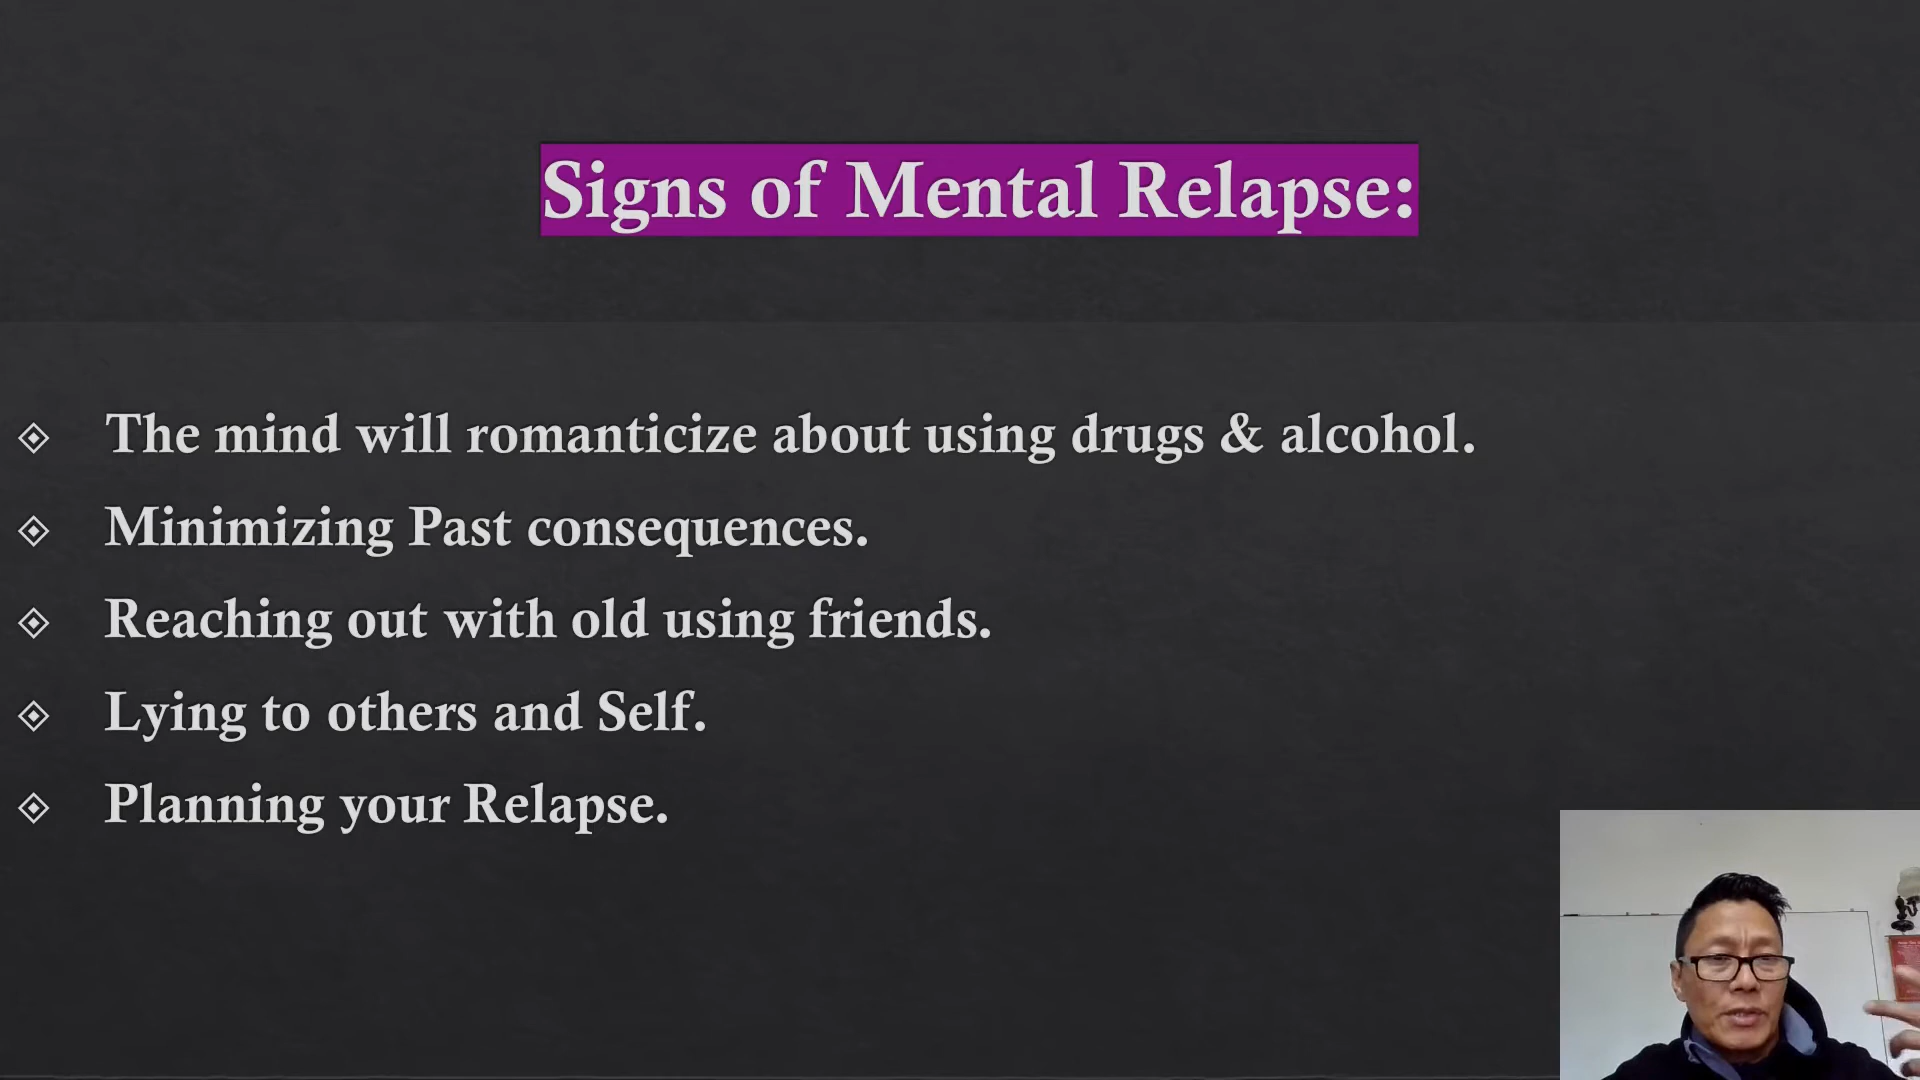 Signs of Mental Relapse:
The mind will romanticize about using drugs & alcohol.
Minimizing Past consequences.
Reaching out with old using friends.
Lying to others and Self.
Planning your Relapse.